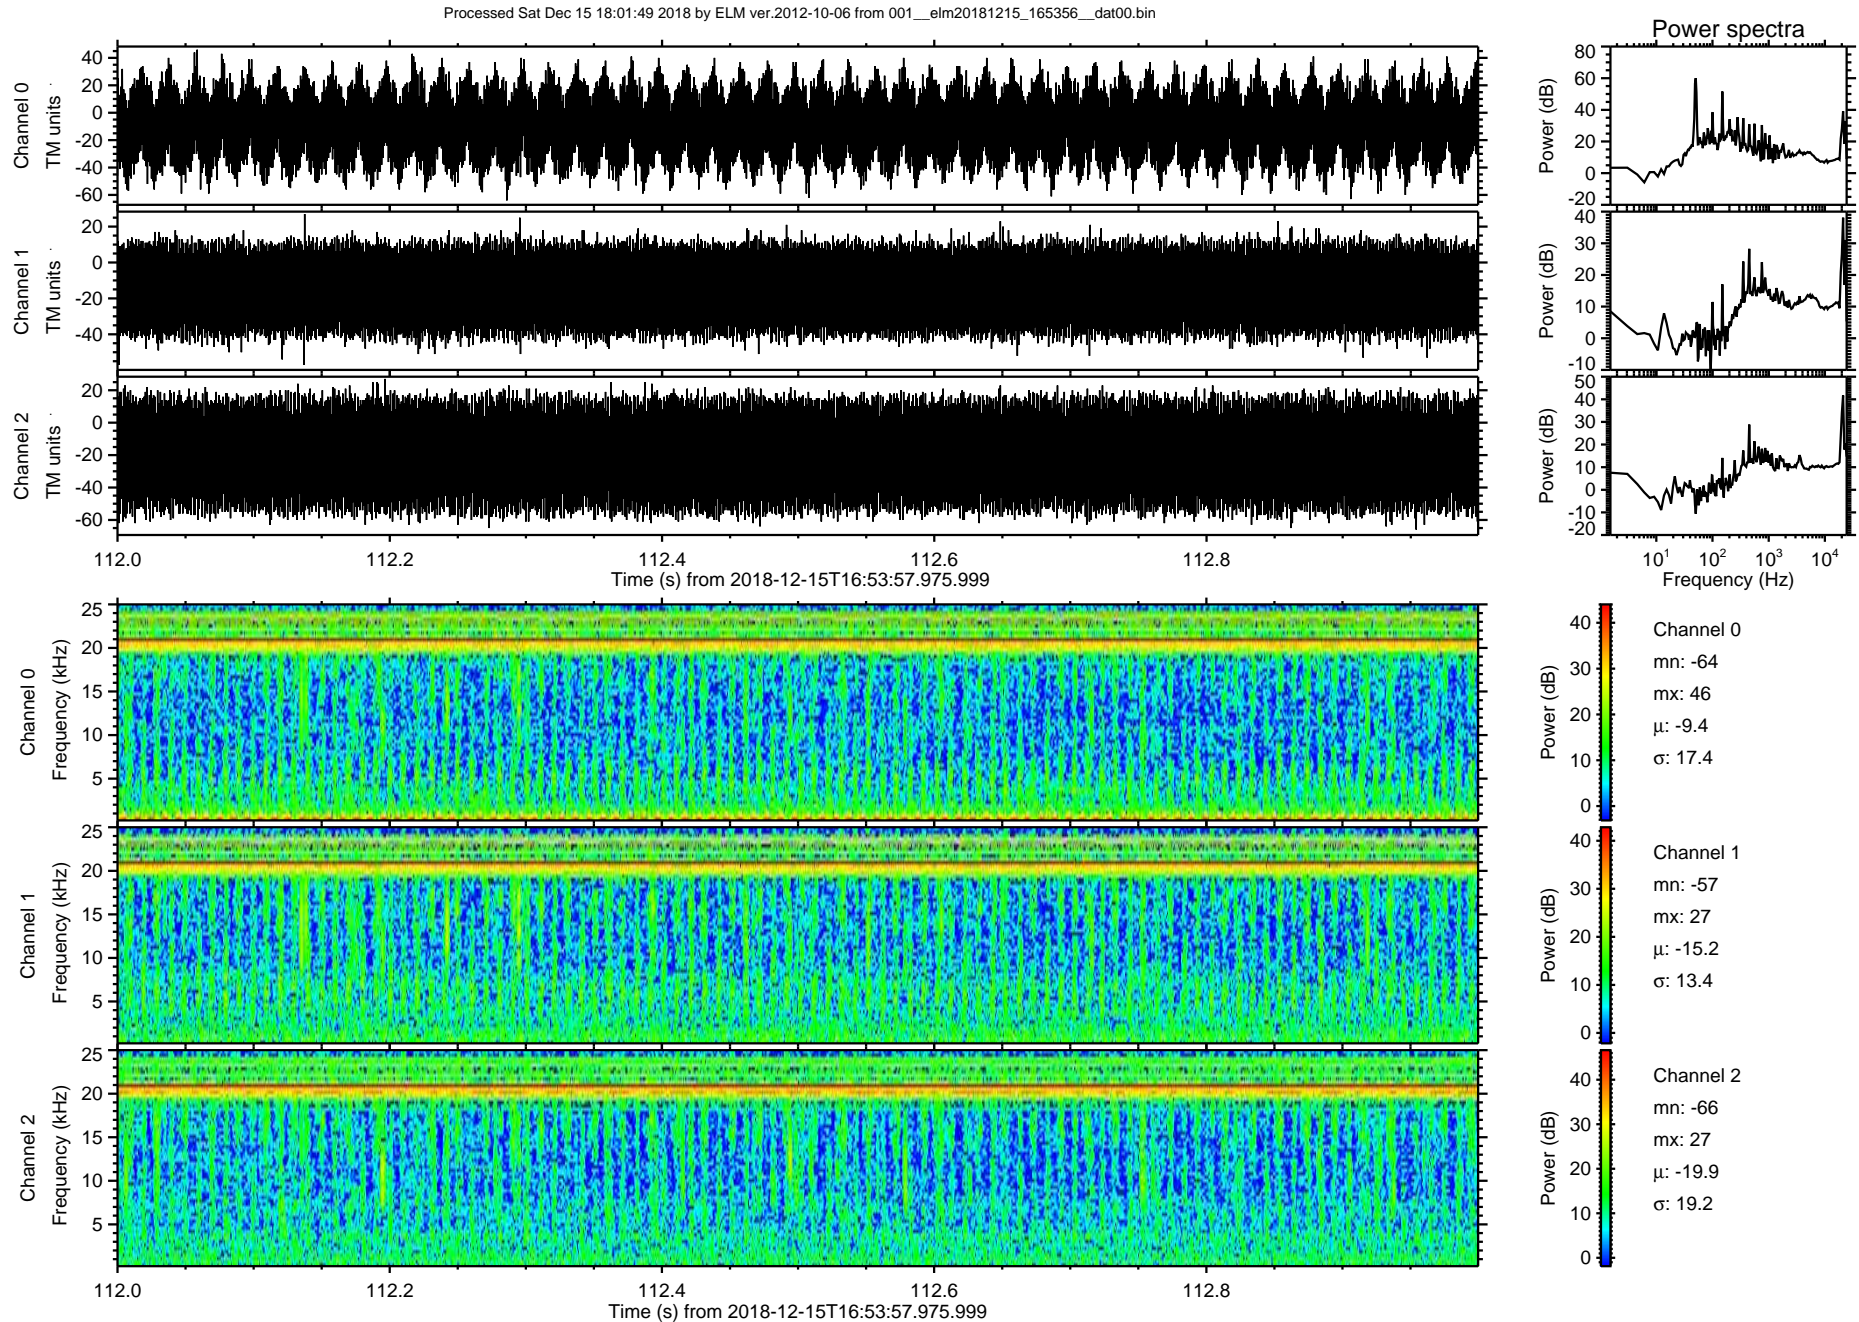 Processed Sat Dec 15 18:01:49 2018 by ELM ver.2012-10-06 from 001__elm20181215_165356__dat00.bin
Power spectra
Channel 0
TM units
40
20
0
-20
-40
-60
Power (dB)
80
60
40
20
0
-20
Channel 1
TM units
20
0
-20
-40
Power (dB)
40
30
20
10
0
-10
Channel 2
TM units
20
0
-20
-40
-60
Power (dB)
50
40
30
20
10
0
-10
-20
112.0 112.2 112.4 112.6 112.8
Time (s) from 2018-12-15T16:53:57.975.999
10¹ 10² 10³ 10⁴
Frequency (Hz)
Channel 0
Frequency (kHz)
25
20
15
10
5
Power (dB)
40
30
20
10
0
Channel 0
mn: -64
mx: 46
μ: -9.4
σ: 17.4
Channel 1
Frequency (kHz)
25
20
15
10
5
Power (dB)
40
30
20
10
0
Channel 1
mn: -57
mx: 27
μ: -15.2
σ: 13.4
Channel 2
Frequency (kHz)
25
20
15
10
5
Power (dB)
40
30
20
10
0
Channel 2
mn: -66
mx: 27
μ: -19.9
σ: 19.2
112.0 112.2 112.4 112.6 112.8
Time (s) from 2018-12-15T16:53:57.975.999